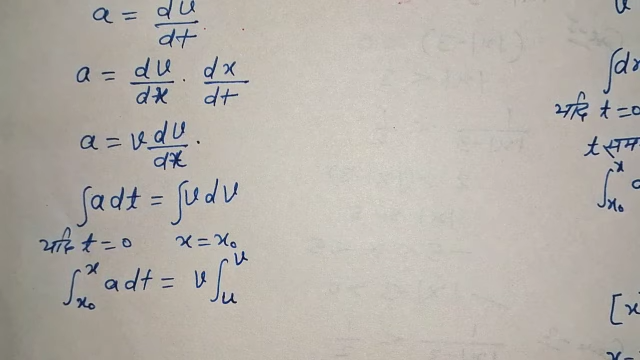 a = dv/dt
a = dv/dx · dx/dt
a = v dv/dx ·
∫a dt = ∫v dv
यदि t = 0 x = x₀
∫ₓ₀ˣ a dt = v ∫ᵤᵛ
v
∫dx
यदि t = 0
t
∫ₓ₀ˣ
[x